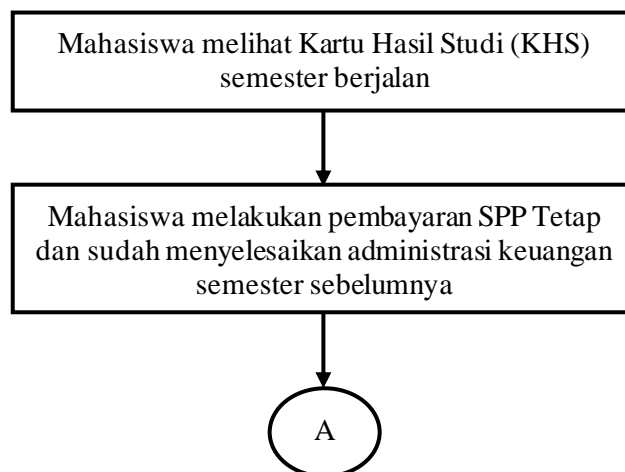 Mahasiswa melihat Kartu Hasil Studi (KHS)
semester berjalan
Mahasiswa melakukan pembayaran SPP Tetap
dan sudah menyelesaikan administrasi keuangan
semester sebelumnya
A